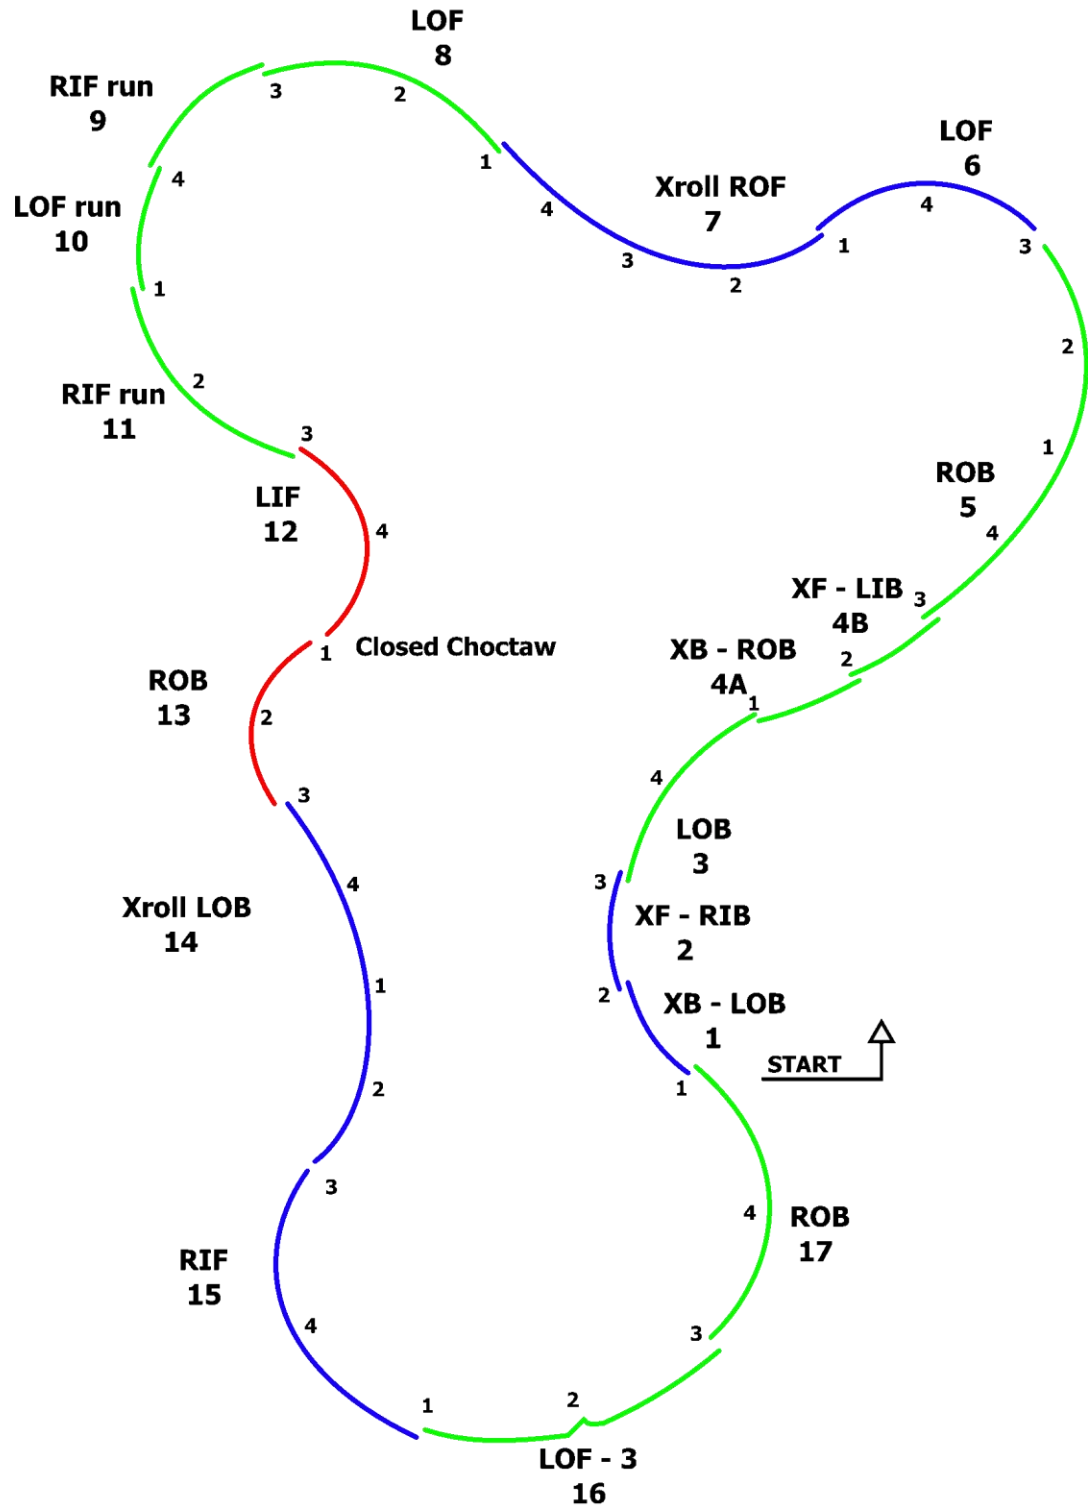 LOF
8
3
2
1
RIF run
9
4
LOF run
10
1
RIF run
11
2
3
Xroll ROF
7
4
3
2
1
LOF
6
4
3
2
1
ROB
5
4
3
XF - LIB
4B
2
XB - ROB
4A
1
4
LOB
3
3
XF - RIB
2
2
XB - LOB
1
1
START
LIF
12
4
1
Closed Choctaw
ROB
13
2
3
Xroll LOB
14
4
1
2
3
RIF
15
4
1
2
LOF - 3
16
3
4
ROB
17